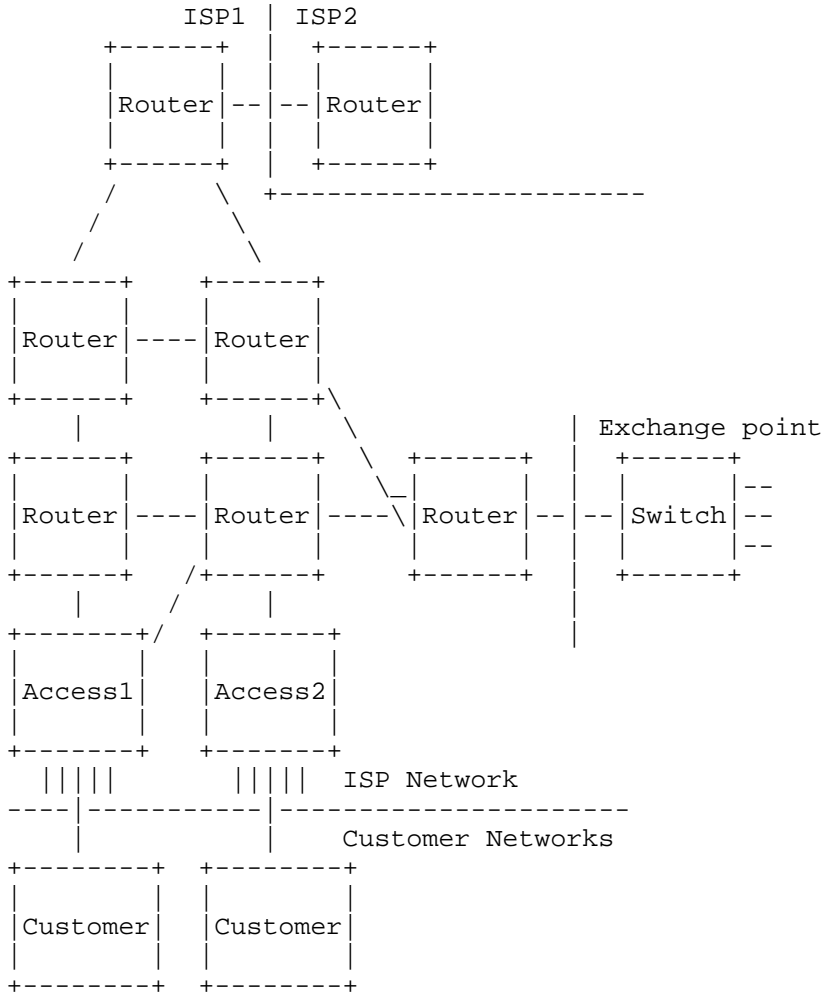 ISP1 | ISP2
Router Router
Router Router
Exchange point
Router Router Router Switch
Access1 Access2
ISP Network
Customer Networks
Customer Customer